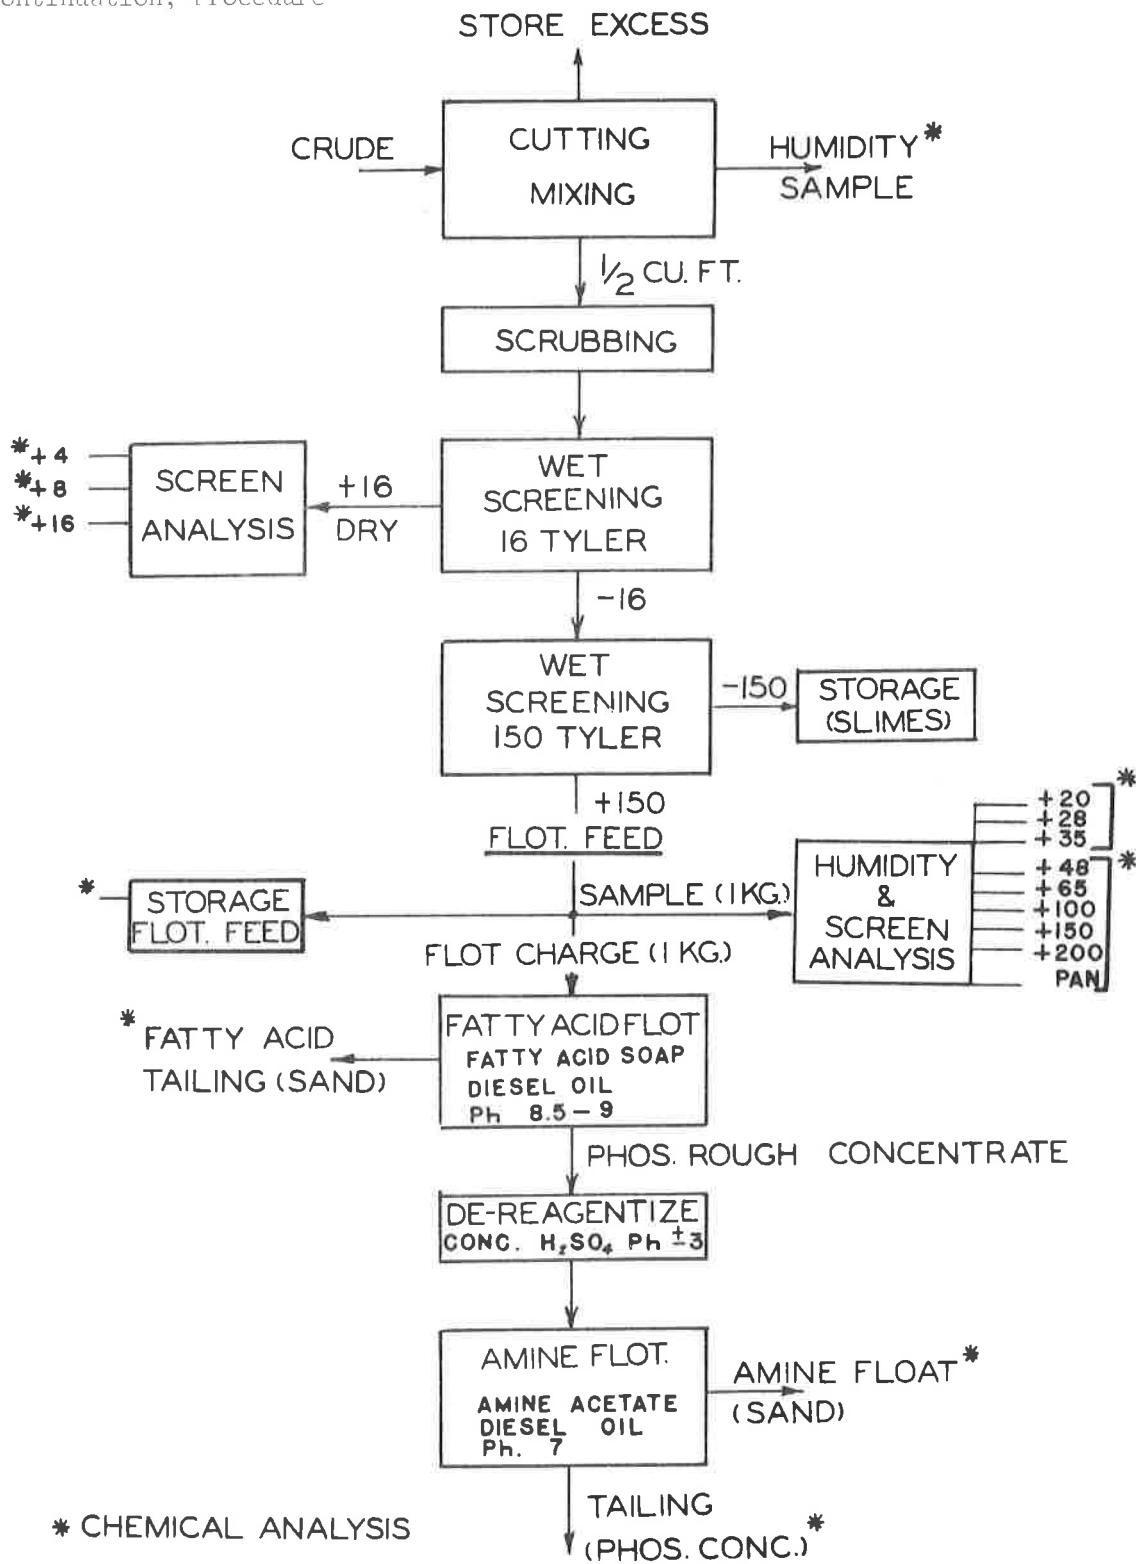 ontinuation, Procedure
STORE EXCESS
CRUDE
CUTTING
MIXING
HUMIDITY*
SAMPLE
1/2 CU. FT.
SCRUBBING
*+4
*+8
*+16
SCREEN
ANALYSIS
+16
DRY
WET
SCREENING
16 TYLER
-16
WET
SCREENING
150 TYLER
-150
STORAGE
(SLIMES)
+150
FLOT. FEED
*
STORAGE
FLOT. FEED
SAMPLE (1 KG.)
HUMIDITY
&
SCREEN
ANALYSIS
+20
+28
+35
*
+48
+65
+100
+150
+200
PAN
*
FLOT CHARGE (1 KG.)
FATTY ACID FLOT
FATTY ACID SOAP
DIESEL OIL
Ph 8.5 – 9
* FATTY ACID
TAILING (SAND)
PHOS. ROUGH CONCENTRATE
DE-REAGENTIZE
CONC. H₂SO₄ Ph ±3
AMINE FLOT.
AMINE ACETATE
DIESEL OIL
Ph. 7
AMINE FLOAT*
(SAND)
TAILING
(PHOS. CONC.)*
* CHEMICAL ANALYSIS